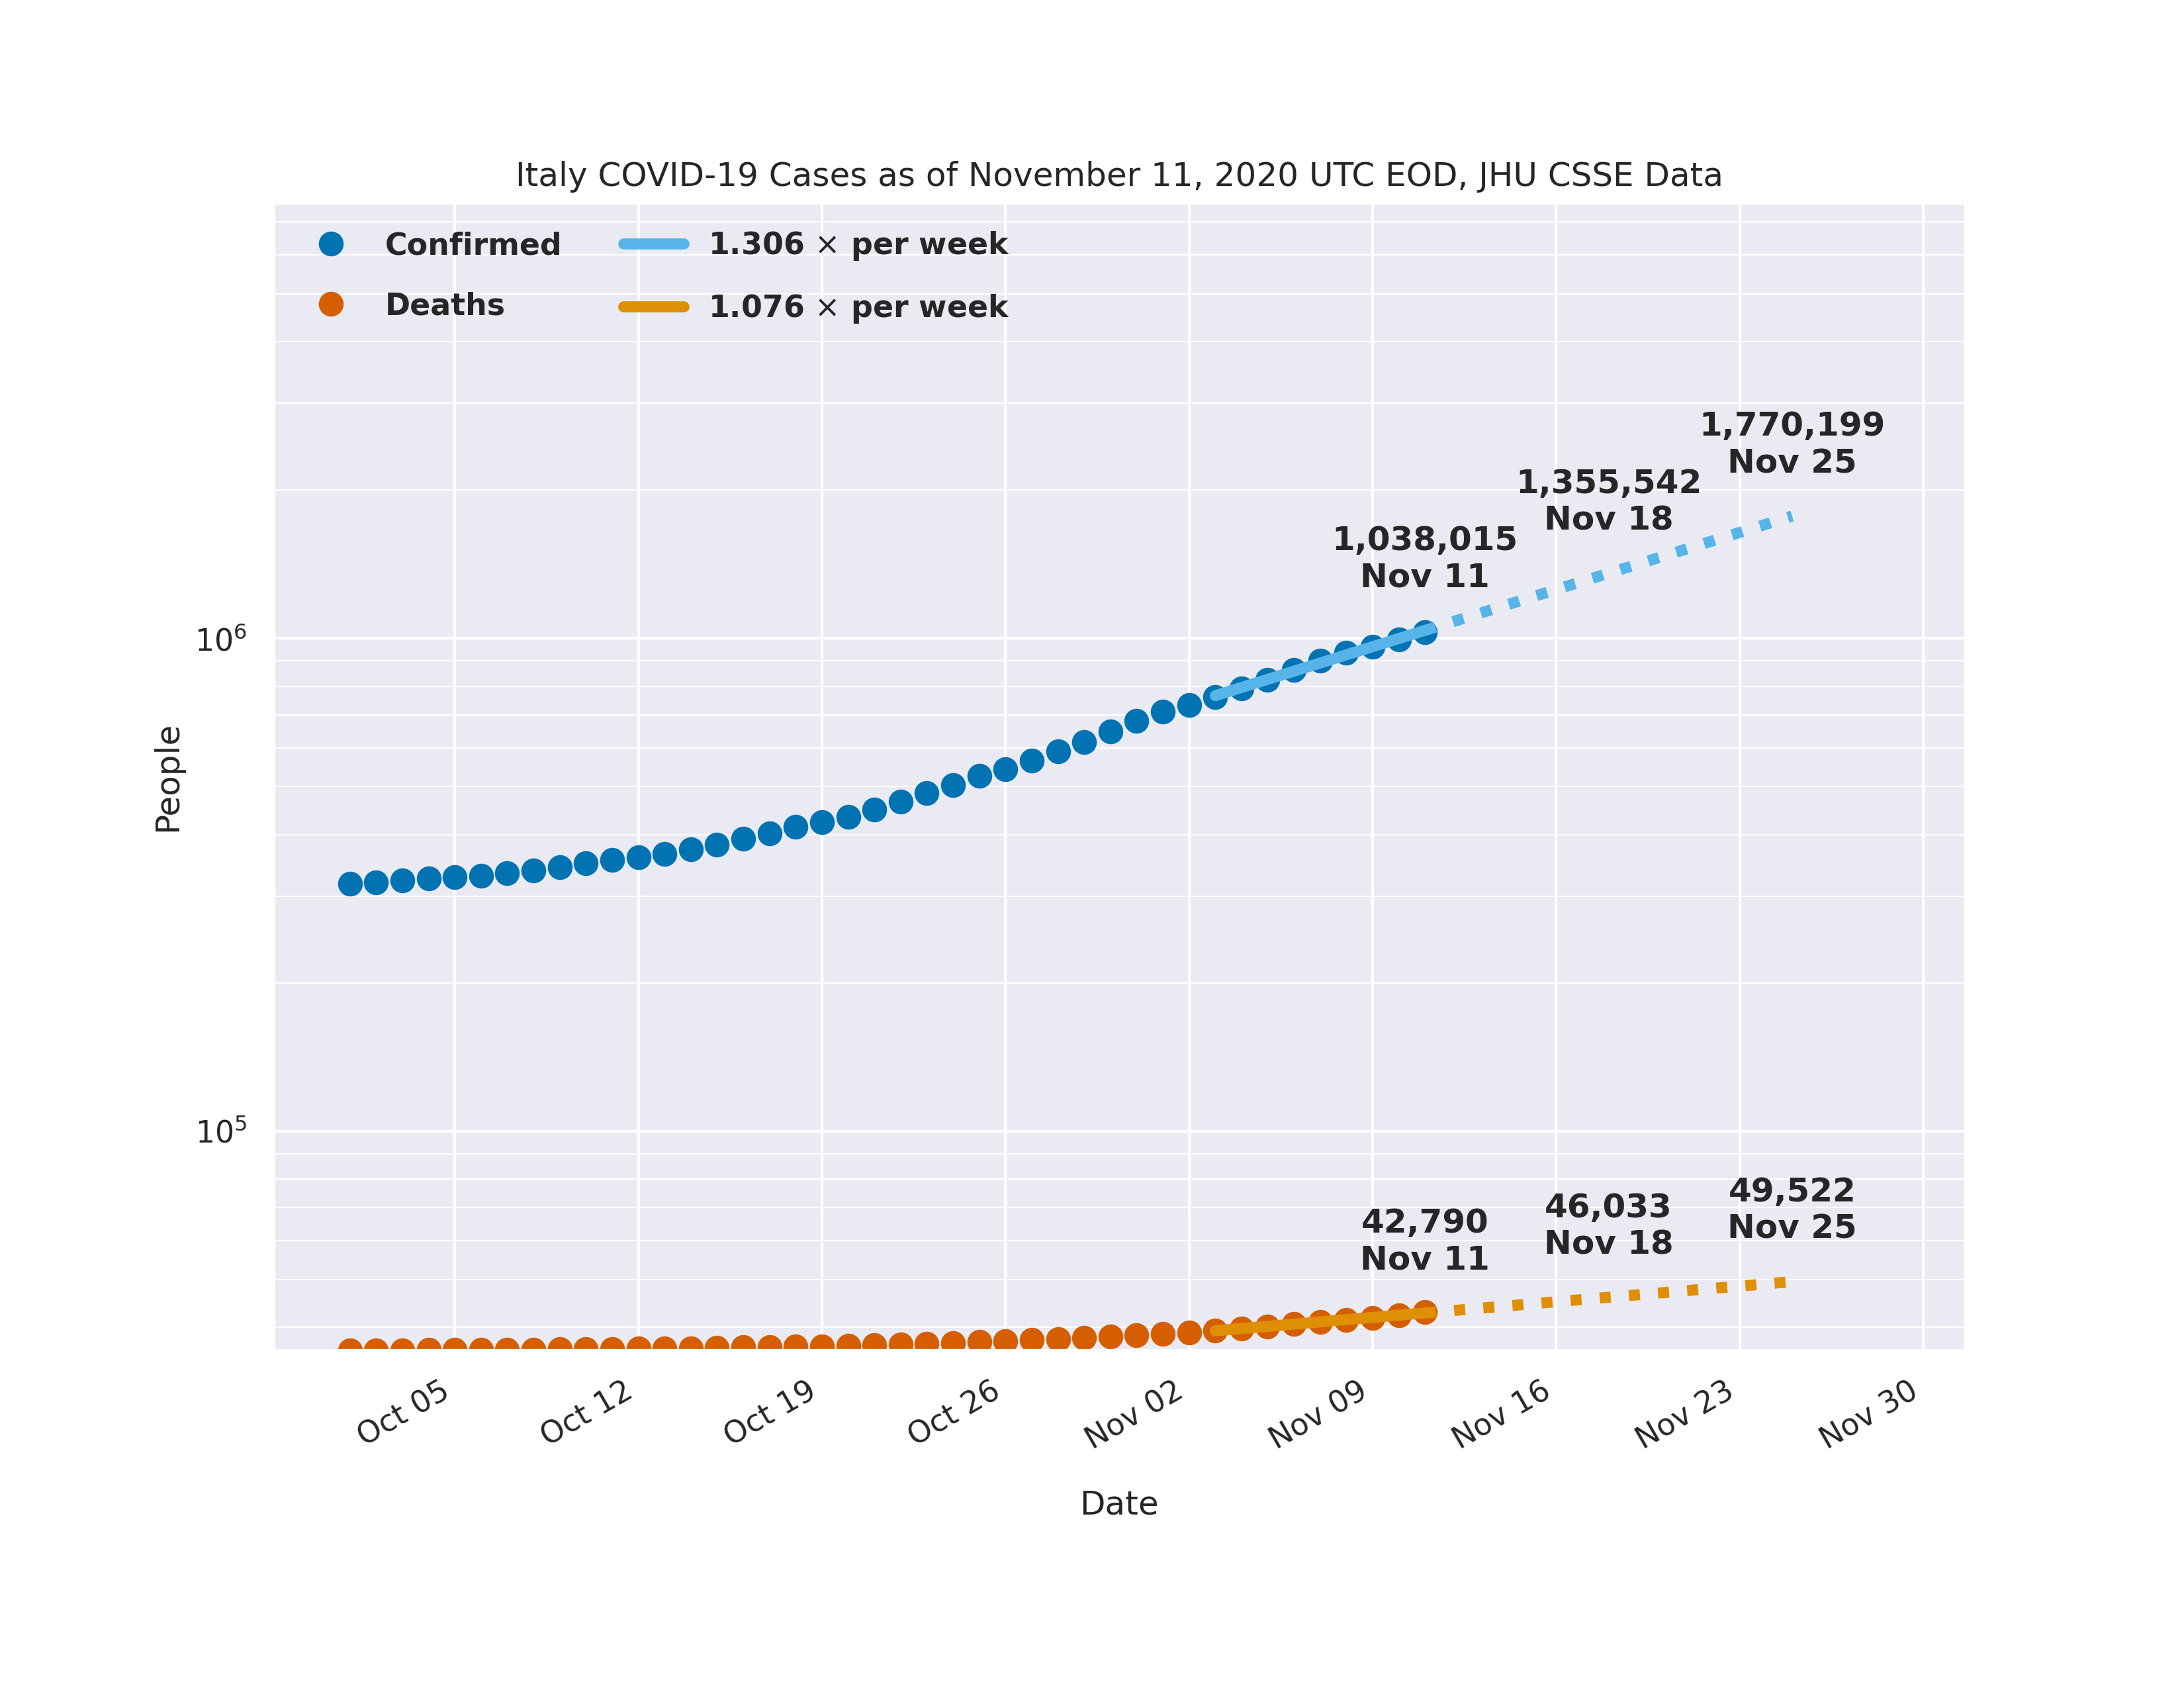 Italy COVID-19 Cases as of November 11, 2020 UTC EOD, JHU CSSE Data
Confirmed
Deaths
1.306 × per week
1.076 × per week
1,770,199
Nov 25
1,355,542
Nov 18
1,038,015
Nov 11
10⁶
People
10⁵
42,790
Nov 11
46,033
Nov 18
49,522
Nov 25
Oct 05
Oct 12
Oct 19
Oct 26
Nov 02
Nov 09
Nov 16
Nov 23
Nov 30
Date